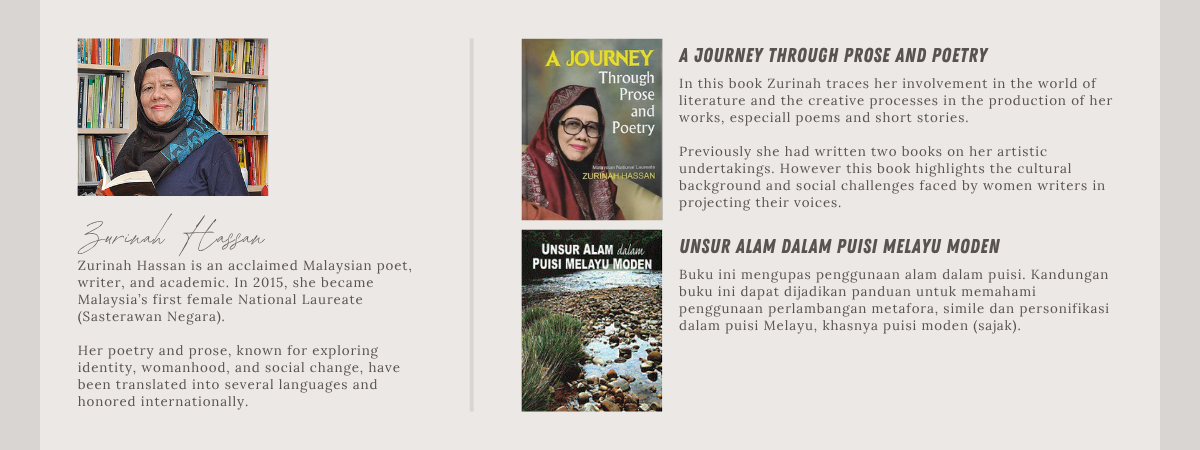 Zurinah Hassan
Zurinah Hassan is an acclaimed Malaysian poet,
writer, and academic. In 2015, she became
Malaysia's first female National Laureate
(Sasterawan Negara).
Her poetry and prose, known for exploring
identity, womanhood, and social change, have
been translated into several languages and
honored internationally.
A JOURNEY
Through
Prose
and
Poetry
Malaysian National Laureate
ZURINAH HASSAN
A JOURNEY THROUGH PROSE AND POETRY
In this book Zurinah traces her involvement in the world of
literature and the creative processes in the production of her
works, especiall poems and short stories.
Previously she had written two books on her artistic
undertakings. However this book highlights the cultural
background and social challenges faced by women writers in
projecting their voices.
UNSUR ALAM dalam
PUISI MELAYU MODEN
UNSUR ALAM DALAM PUISI MELAYU MODEN
Buku ini mengupas penggunaan alam dalam puisi. Kandungan
buku ini dapat dijadikan panduan untuk memahami
penggunaan perlambangan metafora, simile dan personifikasi
dalam puisi Melayu, khasnya puisi moden (sajak).